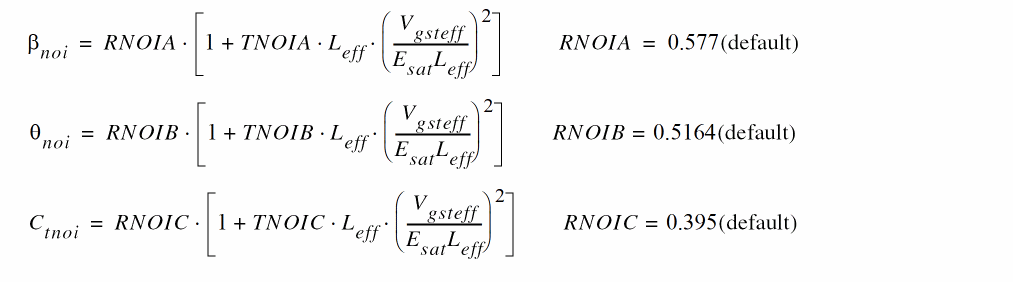 β_noi = RNOIA · [1 + TNOIA · L_eff · (V_gsteff / E_sat L_eff)^2] RNOIA = 0.577(default)
θ_noi = RNOIB · [1 + TNOIB · L_eff · (V_gsteff / E_sat L_eff)^2] RNOIB = 0.5164(default)
C_tnoi = RNOIC · [1 + TNOIC · L_eff · (V_gsteff / E_sat L_eff)^2] RNOIC = 0.395(default)